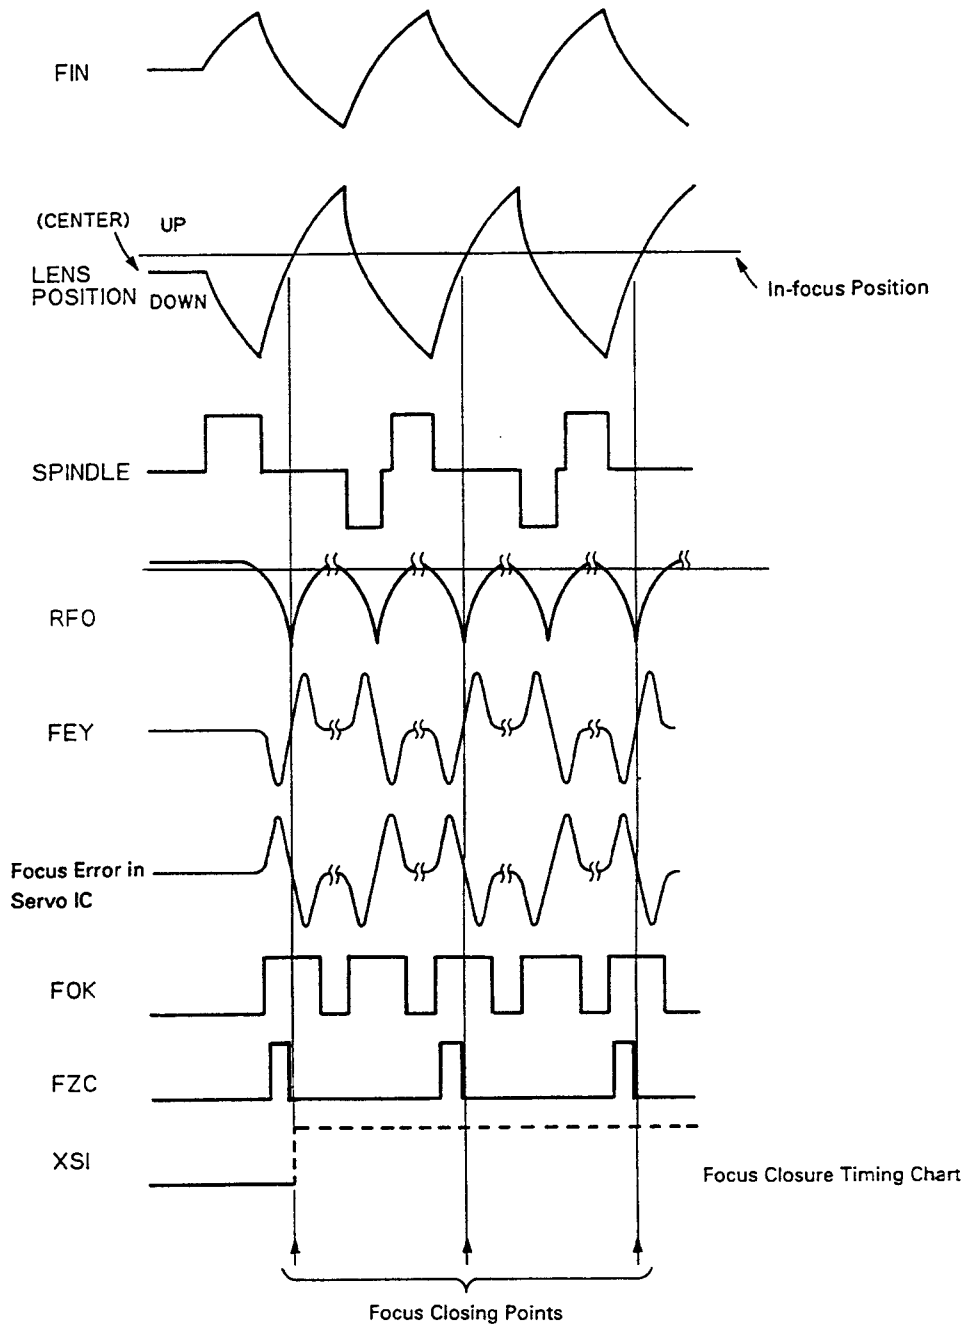 FIN
(CENTER) UP
LENS
POSITION DOWN
In-focus Position
SPINDLE
RFO
FEY
Focus Error in
Servo IC
FOK
FZC
XSI
Focus Closure Timing Chart
Focus Closing Points